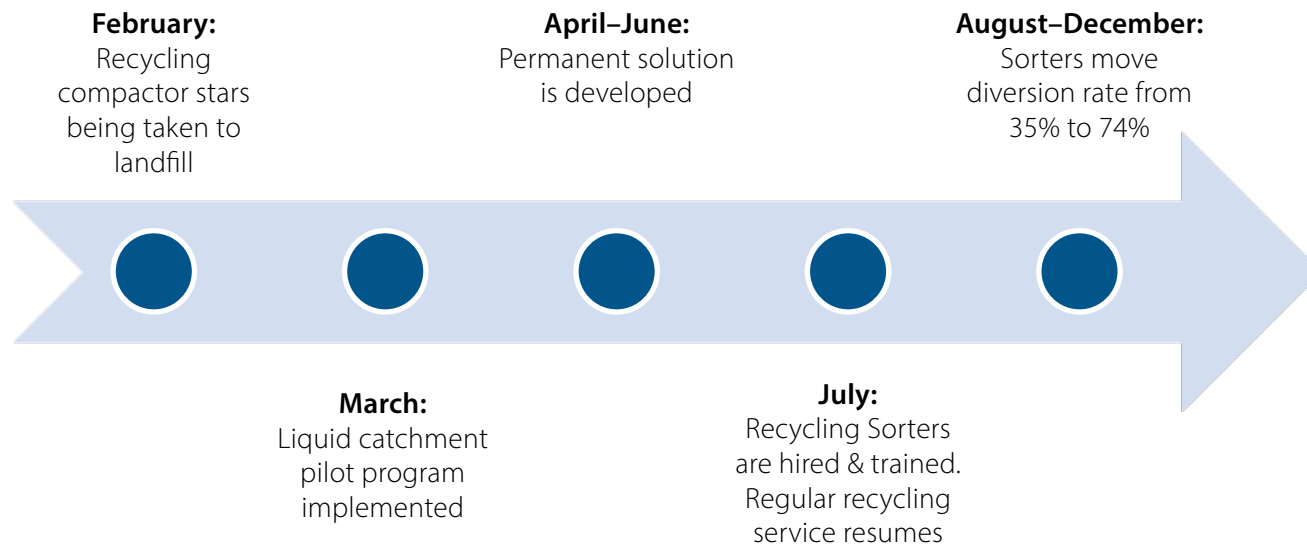 February:
Recycling
compactor stars
being taken to
landfill
March:
Liquid catchment
pilot program
implemented
April–June:
Permanent solution
is developed
July:
Recycling Sorters
are hired & trained.
Regular recycling
service resumes
August–December:
Sorters move
diversion rate from
35% to 74%